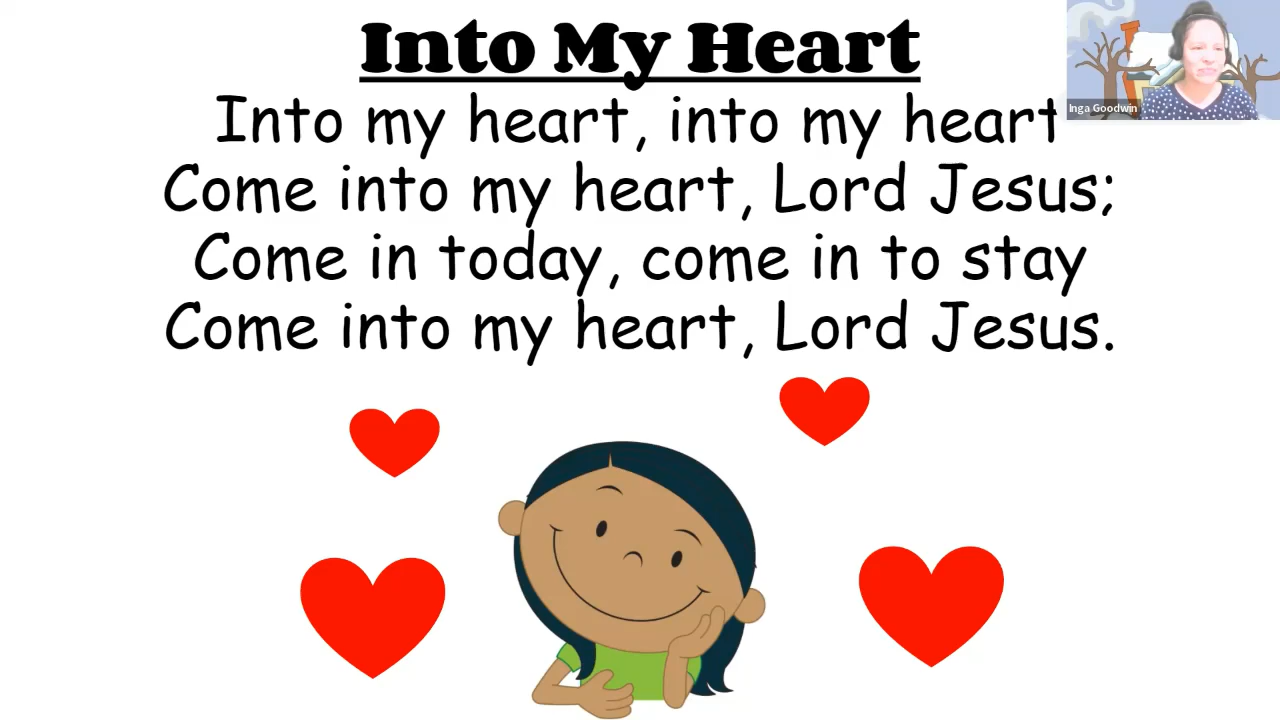 Into My Heart
Into my heart, into my heart
Come into my heart, Lord Jesus;
Come in today, come in to stay
Come into my heart, Lord Jesus.
Inga Goodwin